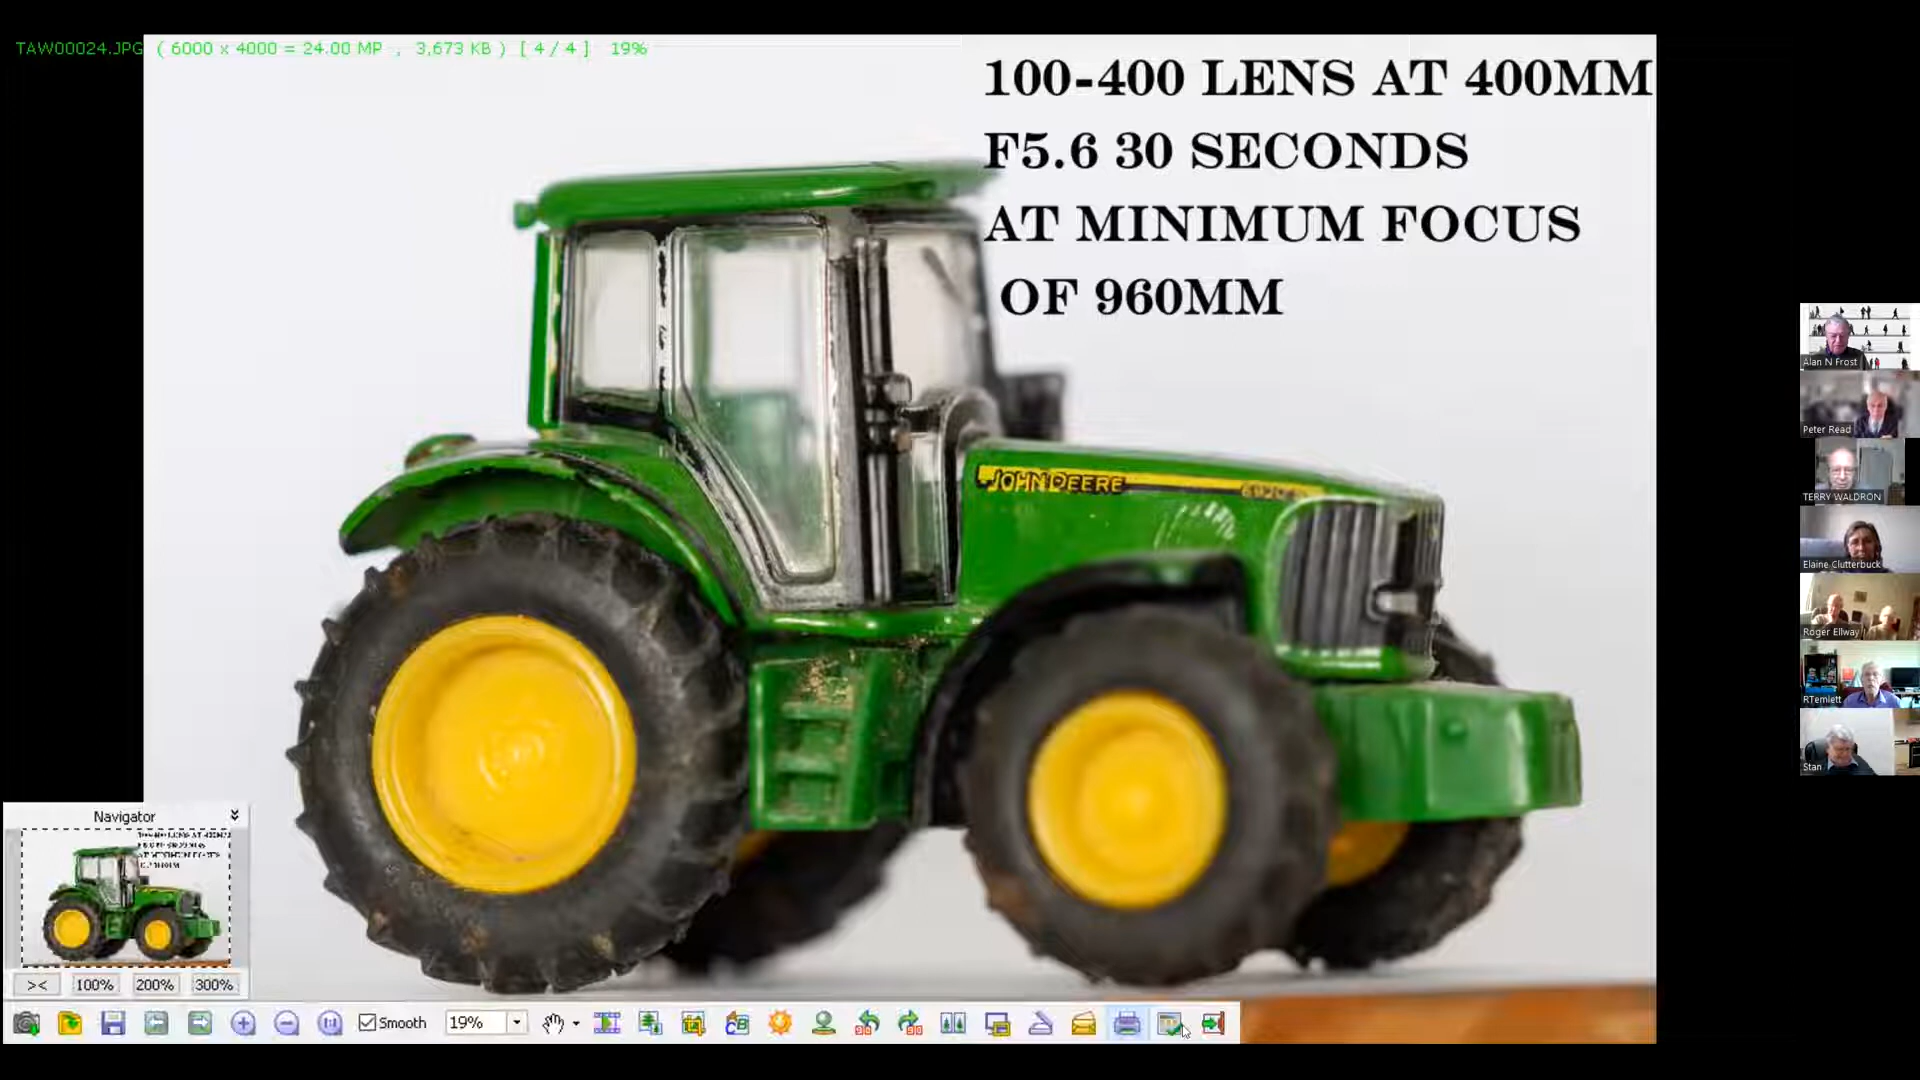 TAW00024.JPG ( 6000 x 4000 = 24.00 MP , 3,673 KB ) [ 4 / 4 ] 19%
100-400 LENS AT 400MM
F5.6 30 SECONDS
AT MINIMUM FOCUS
OF 960MM
JOHN DEERE
Alan N Frost
Peter Read
TERRY WALDRON
Elaine Clutterbuck
Roger Ellway
RTemlett
Stan
Navigator
>< 100% 200% 300%
Smooth 19%